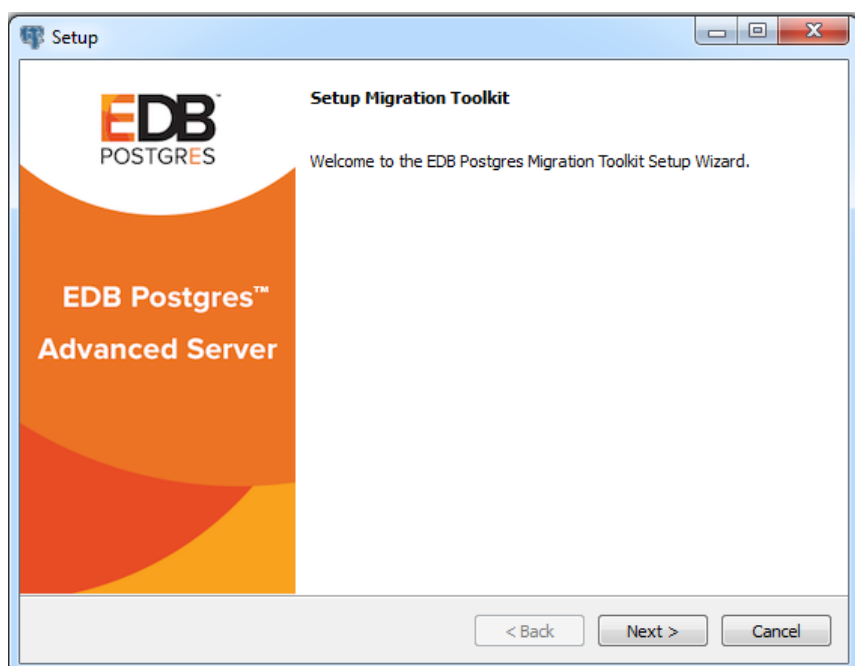 Setup
EDB™
POSTGRES
Setup Migration Toolkit
Welcome to the EDB Postgres Migration Toolkit Setup Wizard.
EDB Postgres™
Advanced Server
< Back
Next >
Cancel